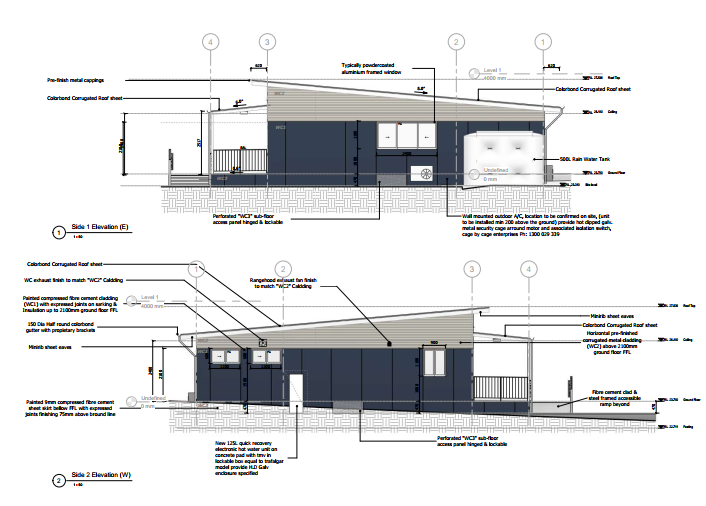 4
3
2
1
Level 1
4000 mm
Typically powdercoated
aluminium framed window
Pre-finish metal cappings
Colorbond Corrugated Roof sheet
Colorbond Corrugated Roof sheet
Roof Top
Ceiling
WC2
WC3
500L Rain Water Tank
Undefined
0 mm
Ground Floor
Perforated "WC3" sub-floor
access panel hinged & lockable
Wall mounted outdoor A/C, location to be confirmed on site, (unit
to be installed min 200 above the ground) provide hot dipped galv.
metal security cage arround motor and associated isolation switch,
cage by cage enterprises Ph: 1300 029 339
1
Side 1 Elevation (E)
Colorbond Corrugated Roof sheet
WC exhaust finish to match "WC2" Caldding
Rangehood exhaust fan finish
to match "WC2" Caldding
1
2
3
4
Painted compressed fibre cement cladding
(WC1) with expressed joints on sarking &
insulation up to 2100mm ground floor FFL
Level 1
4000 mm
Roof Top
Minirib sheet eaves
Colorbond Corrugated Roof sheet
150 Dia Half round colorbond
gutter with propietary brackets
Horizontal pre-finished
corrugated metal cladding
(WC2) above 2100mm
ground floor FFL
Ceiling
Minirib sheet eaves
900
Undefined
0 mm
Fibre cement clad &
steel framed accessible
ramp beyond
Ground Floor
Painted 9mm compressed fibre cement
sheet skirt bellow FFL with expressed
joints finishing 75mm above ground line
Footing
New 125L quick recovery
electronic hot water unit on
concrete pad with tmv in
lockable box equal to trafalgar
model provide H.D Galv
enclosure specified
Perforated "WC3" sub-floor
access panel hinged & lockable
2
Side 2 Elevation (W)